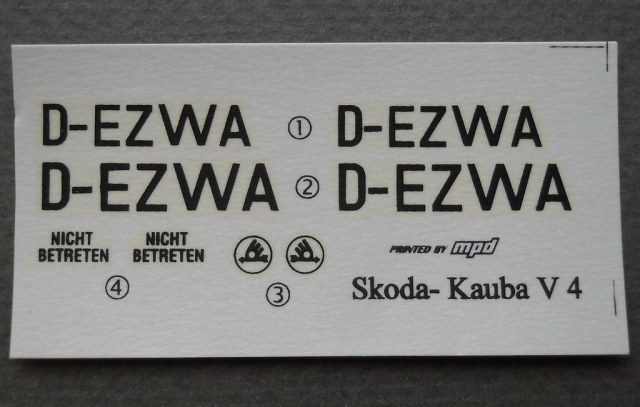 D-EZWA ① D-EZWA
D-EZWA ② D-EZWA
NICHT NICHT
BETRETEN BETRETEN
④
③
PRINTED BY mpd
Skoda- Kauba V 4